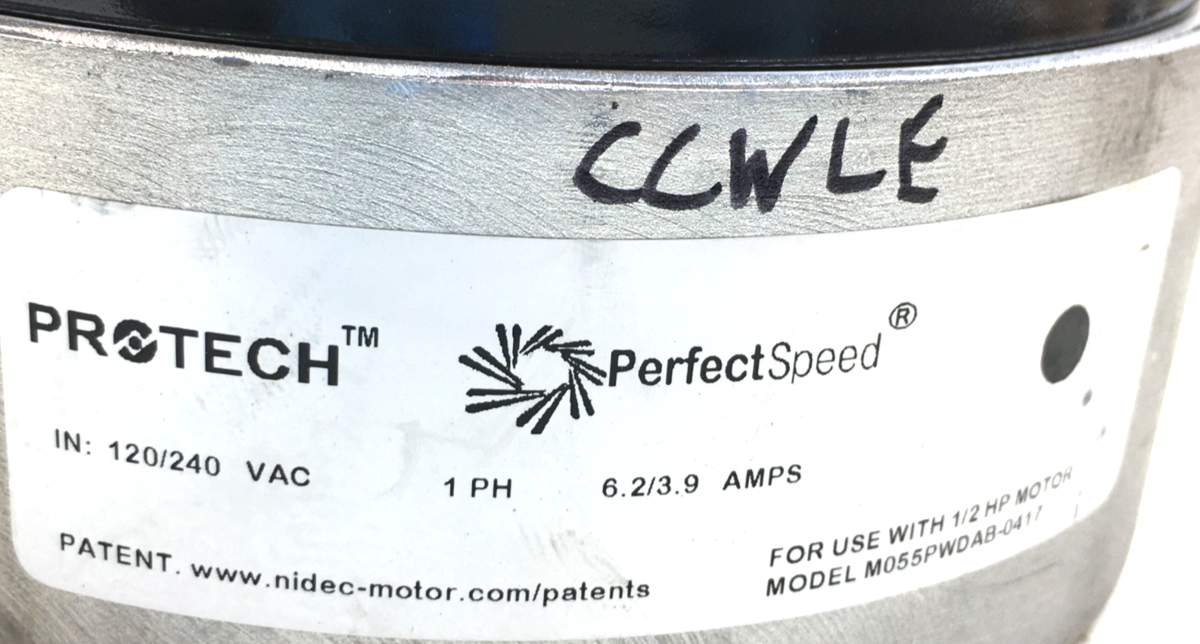 CCWLE
PROTECH™ PerfectSpeed®
IN: 120/240 VAC 1 PH 6.2/3.9 AMPS
PATENT. www.nidec-motor.com/patents
FOR USE WITH 1/2 HP MOTOR
MODEL M055PWDAB-0417